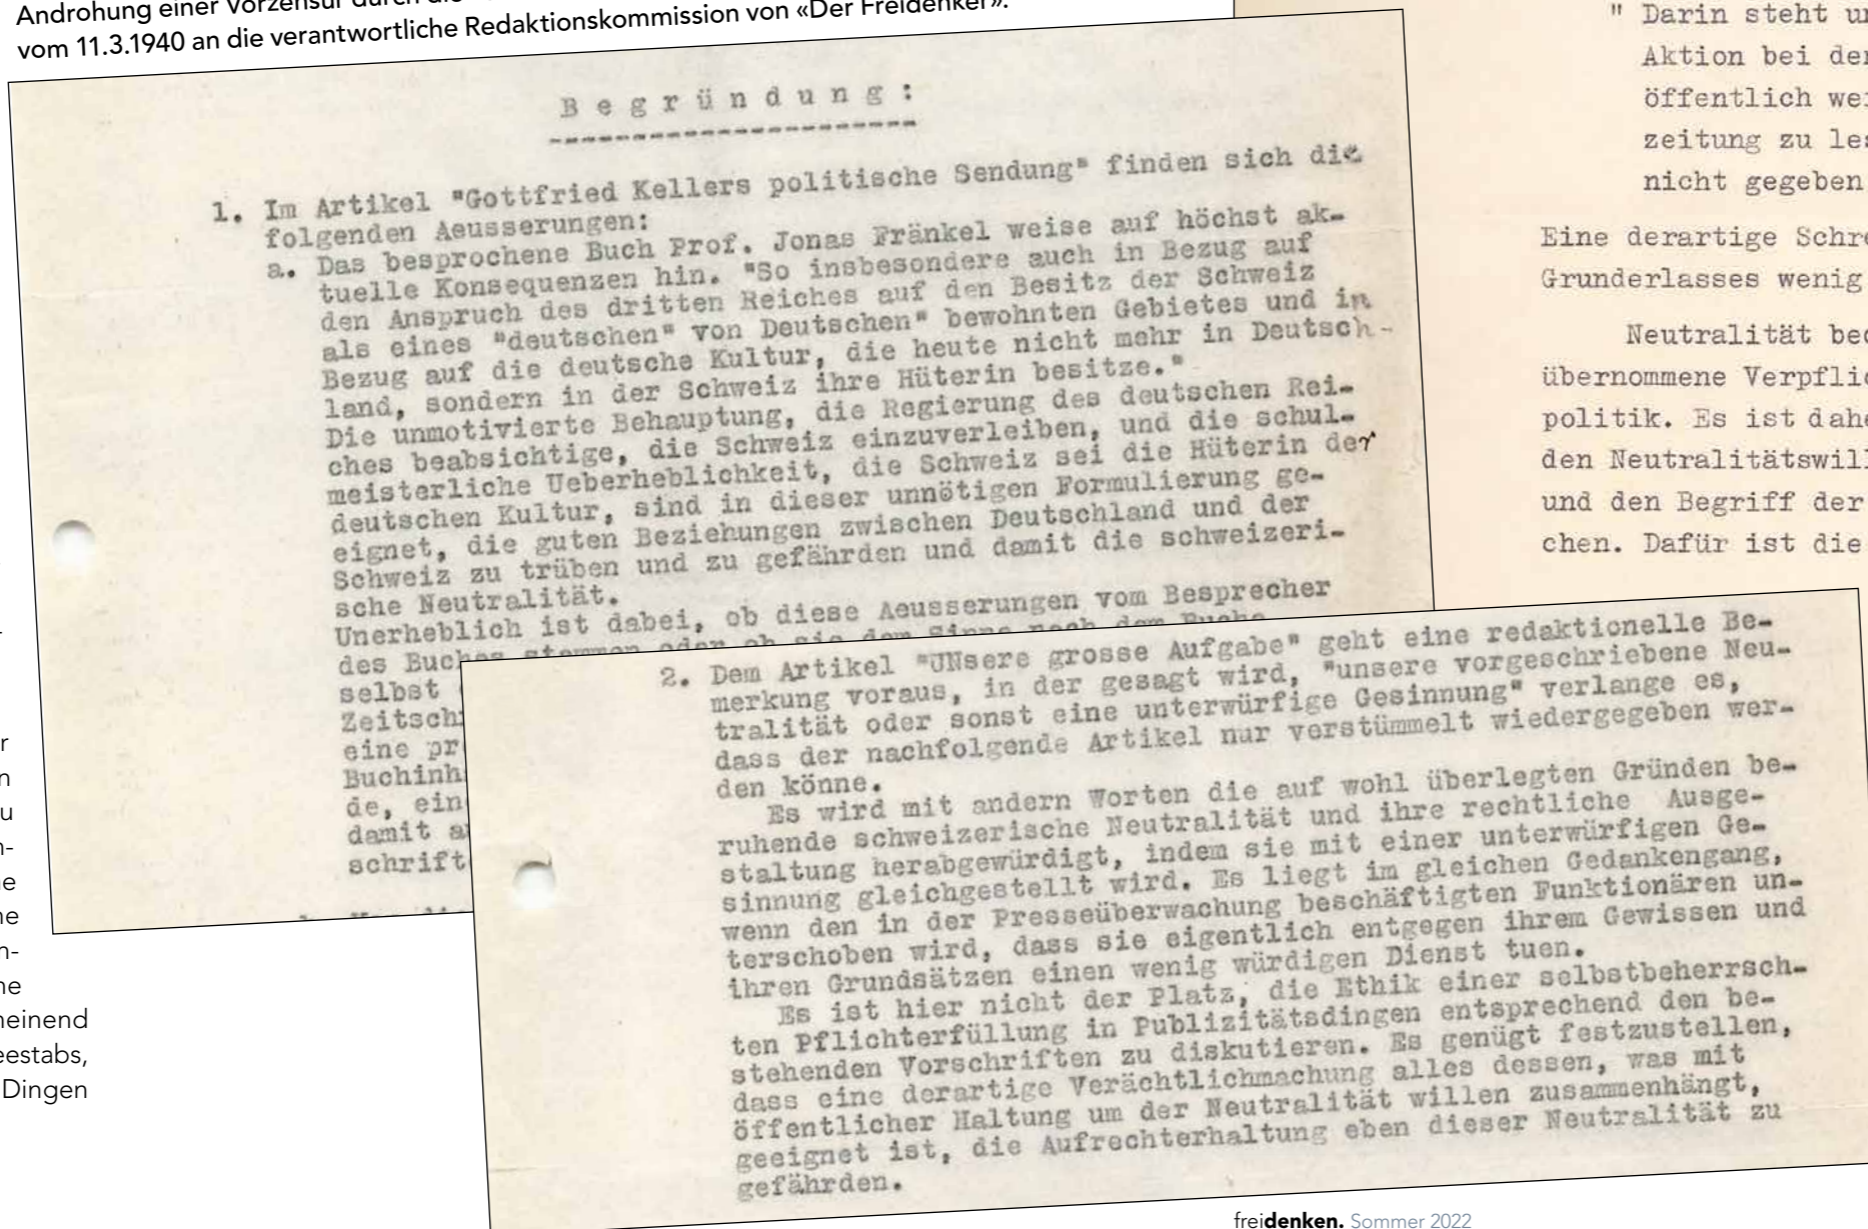 Androhung einer Vorzensur durch die
vom 11.3.1940 an die verantwortliche Redaktionskommission von «Der Freidenker».
Begründung:
1. Im Artikel "Gottfried Kellers politische Sendung" finden sich die
folgenden Aeusserungen:
a. Das besprochene Buch Prof. Jonas Fränkel weise auf höchst ak-
tuelle Konsequenzen hin. "So insbesondere auch in Bezug auf
den Anspruch des dritten Reiches auf den Besitz der Schweiz
als eines "deutschen" von Deutschen" bewohnten Gebietes und in
Bezug auf die deutsche Kultur, die heute nicht mehr in Deutsch-
land, sondern in der Schweiz ihre Hüterin besitze."
Die unmotivierte Behauptung, die Regierung des deutschen Rei-
ches beabsichtige, die Schweiz einzuverleiben, und die schul-
meisterliche Ueberheblichkeit, die Schweiz sei die Hüterin der
deutschen Kultur, sind in dieser unnötigen Formulierung ge-
eignet, die guten Beziehungen zwischen Deutschland und der
Schweiz zu trüben und zu gefährden und damit die schweizeri-
sche Neutralität.
Unerheblich ist dabei, ob diese Aeusserungen vom Besprecher
des Buches stammen oder ob sie dem Sinne nach dem Buche
selbst
Zeitsch
eine pr
Buchinh
de, ein
damit a
schrift
2. Dem Artikel "UNsere grosse Aufgabe" geht eine redaktionelle Be-
merkung voraus, in der gesagt wird, "unsere vorgeschriebene Neu-
tralität oder sonst eine unterwürfige Gesinnung" verlange es,
dass der nachfolgende Artikel nur verstümmelt wiedergegeben wer-
den könne.
Es wird mit andern Worten die auf wohl überlegten Gründen be-
ruhende schweizerische Neutralität und ihre rechtliche Ausge-
staltung herabgewürdigt, indem sie mit einer unterwürfigen Ge-
sinnung gleichgestellt wird. Es liegt im gleichen Gedankengang,
wenn den in der Presseüberwachung beschäftigten Funktionären un-
terschoben wird, dass sie eigentlich entgegen ihrem Gewissen und
ihren Grundsätzen einen wenig würdigen Dienst tuen.
Es ist hier nicht der Platz, die Ethik einer selbstbeherrsch-
ten Pflichterfüllung in Publizitätsdingen entsprechend den be-
stehenden Vorschriften zu diskutieren. Es genügt festzustellen,
dass eine derartige Verächtlichmachung alles dessen, was mit
öffentlicher Haltung um der Neutralität willen zusammenhängt,
geeignet ist, die Aufrechterhaltung eben dieser Neutralität zu
gefährden.
" Darin steht u
Aktion bei de
öffentlich we
zeitung zu le
nicht gegeben
Eine derartige Schr
Grunderlasses wenig
Neutralität be
übernommene Verpfli
politik. Es ist dahe
den Neutralitätswil
und den Begriff der
chen. Dafür ist die
r
n
u
n-
e
ne
n-
ne
heinend
eestabs,
Dingen
freidenken. Sommer 2022